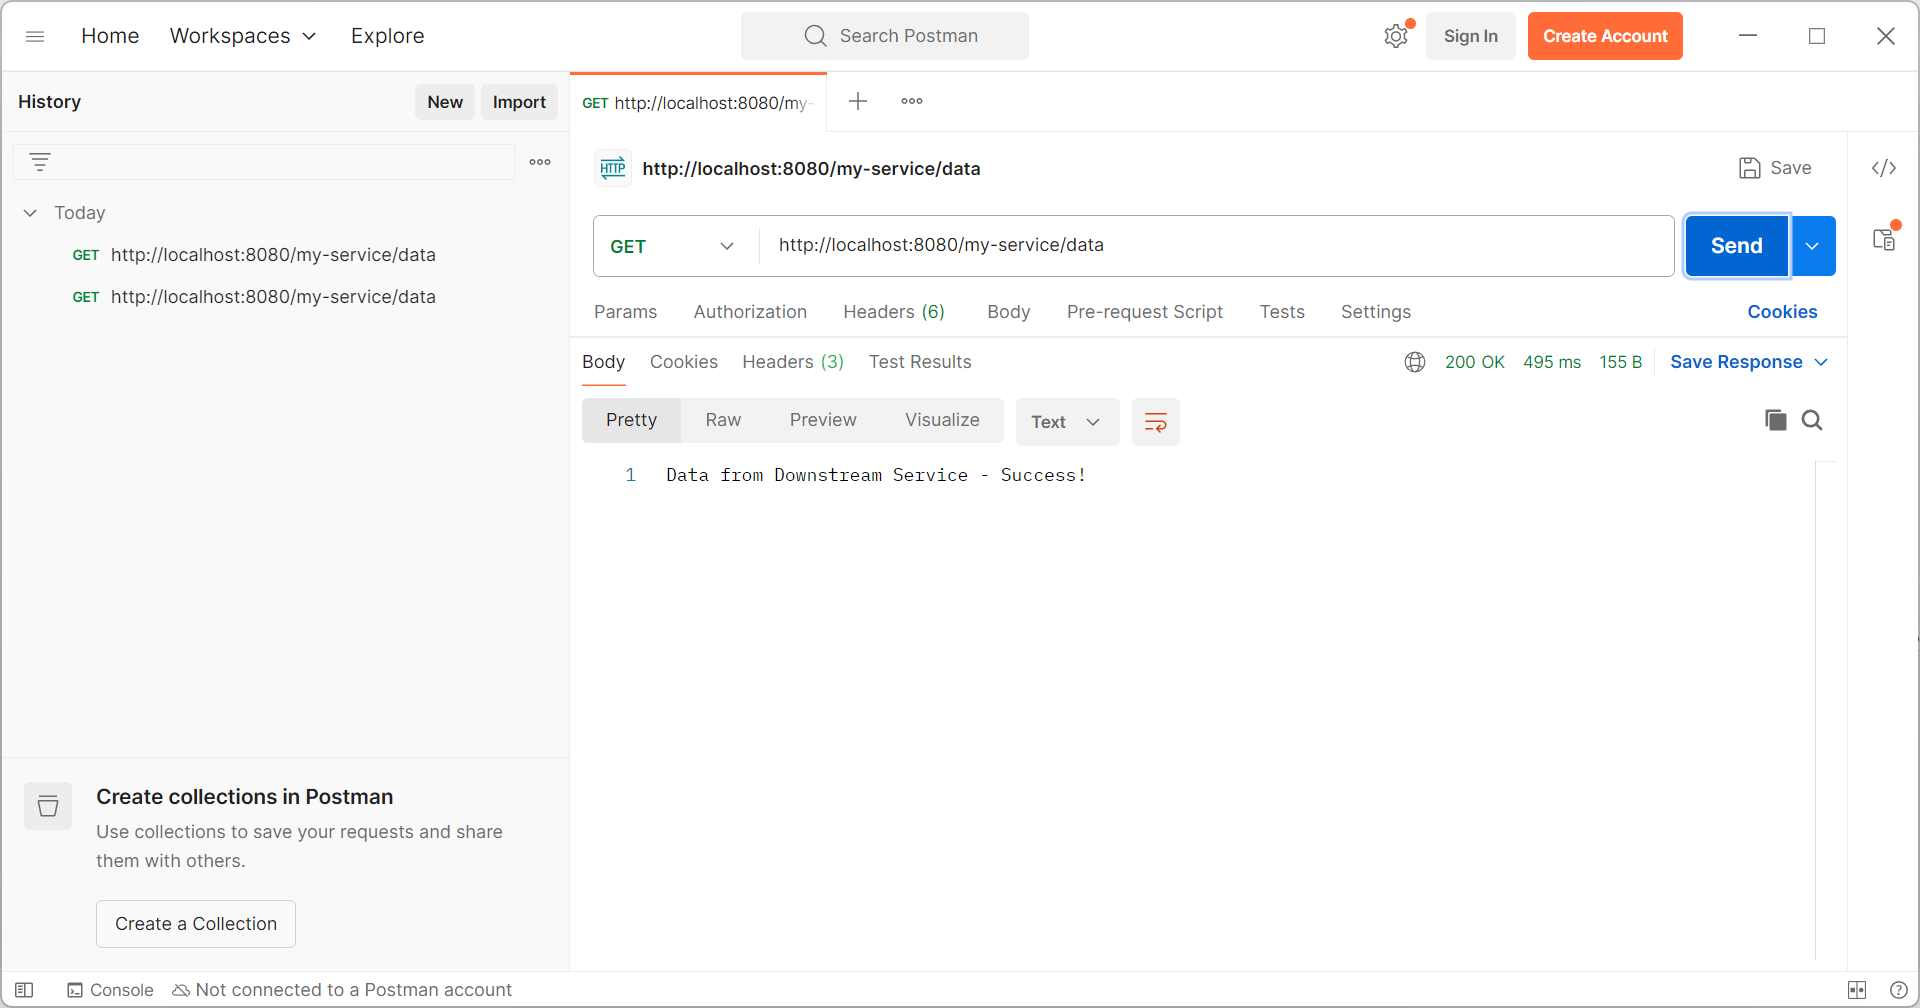 Home Workspaces Explore Search Postman Sign In Create Account
History New Import
GET http://localhost:8080/my-
HTTP http://localhost:8080/my-service/data Save
Today
GET http://localhost:8080/my-service/data
GET http://localhost:8080/my-service/data
GET http://localhost:8080/my-service/data Send
Params Authorization Headers (6) Body Pre-request Script Tests Settings Cookies
Body Cookies Headers (3) Test Results 200 OK 495 ms 155 B Save Response
Pretty Raw Preview Visualize Text
1 Data from Downstream Service - Success!
Create collections in Postman
Use collections to save your requests and share
them with others.
Create a Collection
Console Not connected to a Postman account